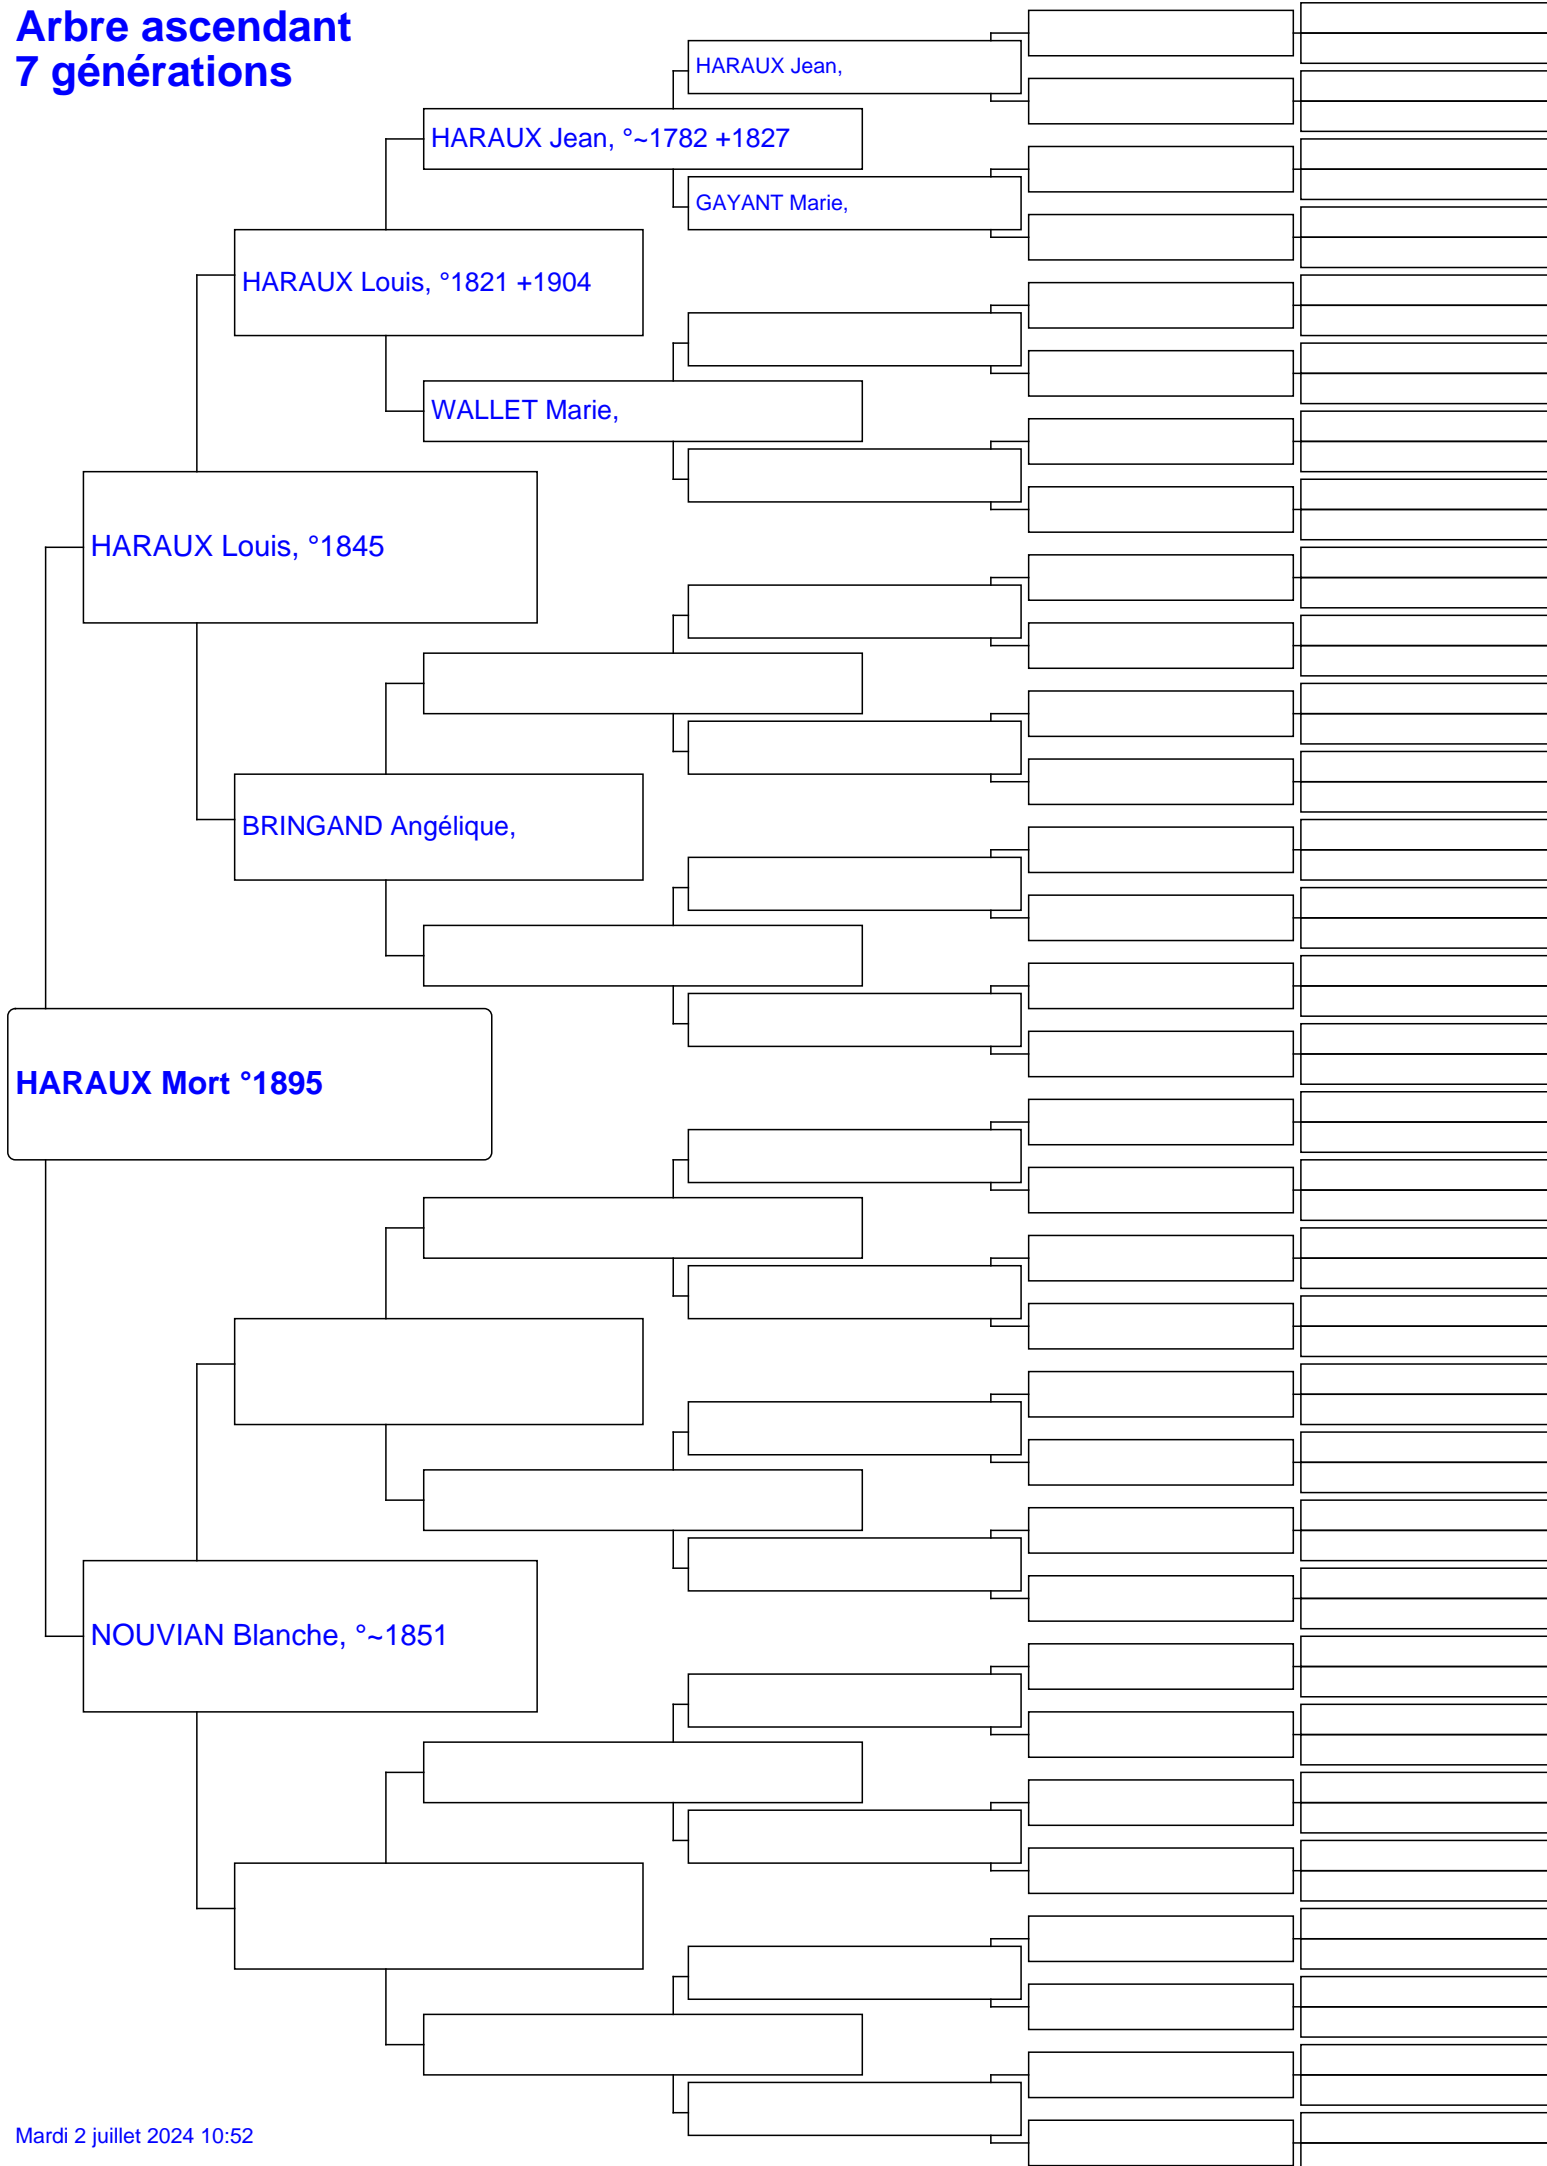 Arbre ascendant
7 générations
HARAUX Jean,
HARAUX Jean, °~1782 +1827
GAYANT Marie,
HARAUX Louis, °1821 +1904
WALLET Marie,
HARAUX Louis, °1845
BRINGAND Angélique,
HARAUX Mort °1895
NOUVIAN Blanche, °~1851
Mardi 2 juillet 2024 10:52